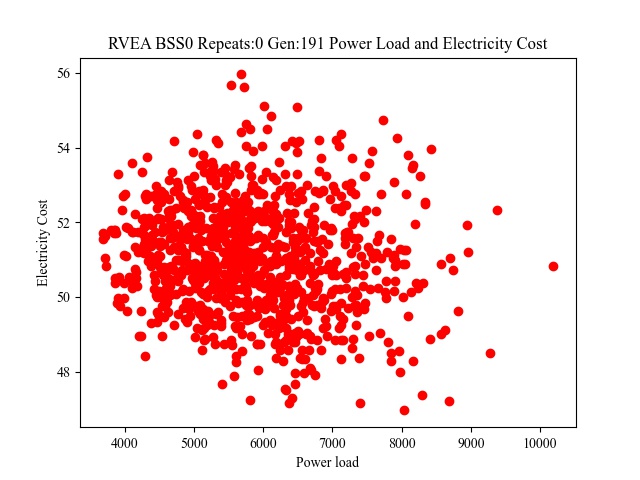 RVEA BSS0 Repeats:0 Gen:191 Power Load and Electricity Cost
56
54
52
50
48
Electricity Cost
4000 5000 6000 7000 8000 9000 10000
Power load